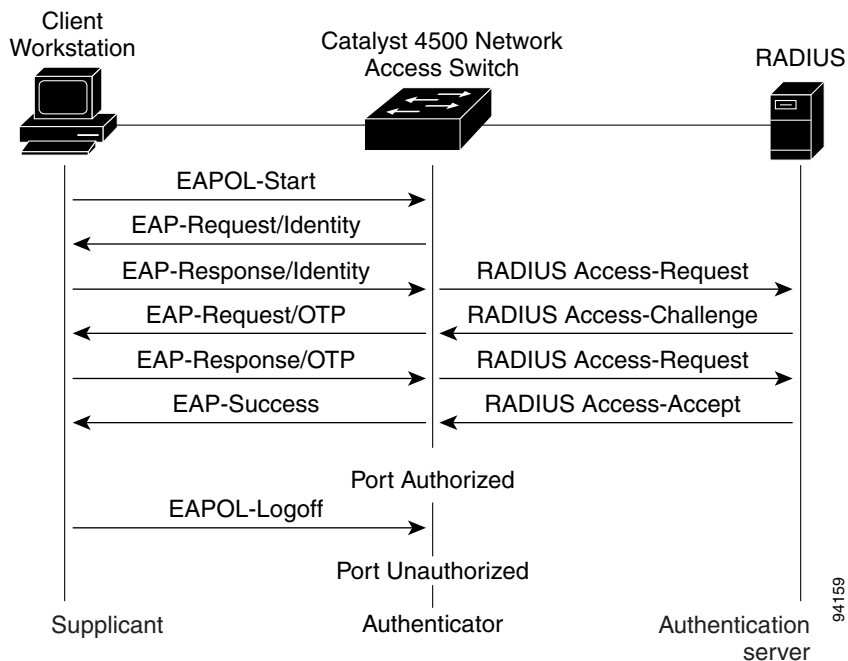 Client
Workstation
Catalyst 4500 Network
Access Switch
RADIUS
EAPOL-Start
EAP-Request/Identity
EAP-Response/Identity
RADIUS Access-Request
EAP-Request/OTP
RADIUS Access-Challenge
EAP-Response/OTP
RADIUS Access-Request
EAP-Success
RADIUS Access-Accept
Port Authorized
EAPOL-Logoff
Port Unauthorized
Supplicant
Authenticator
Authentication
server
94159